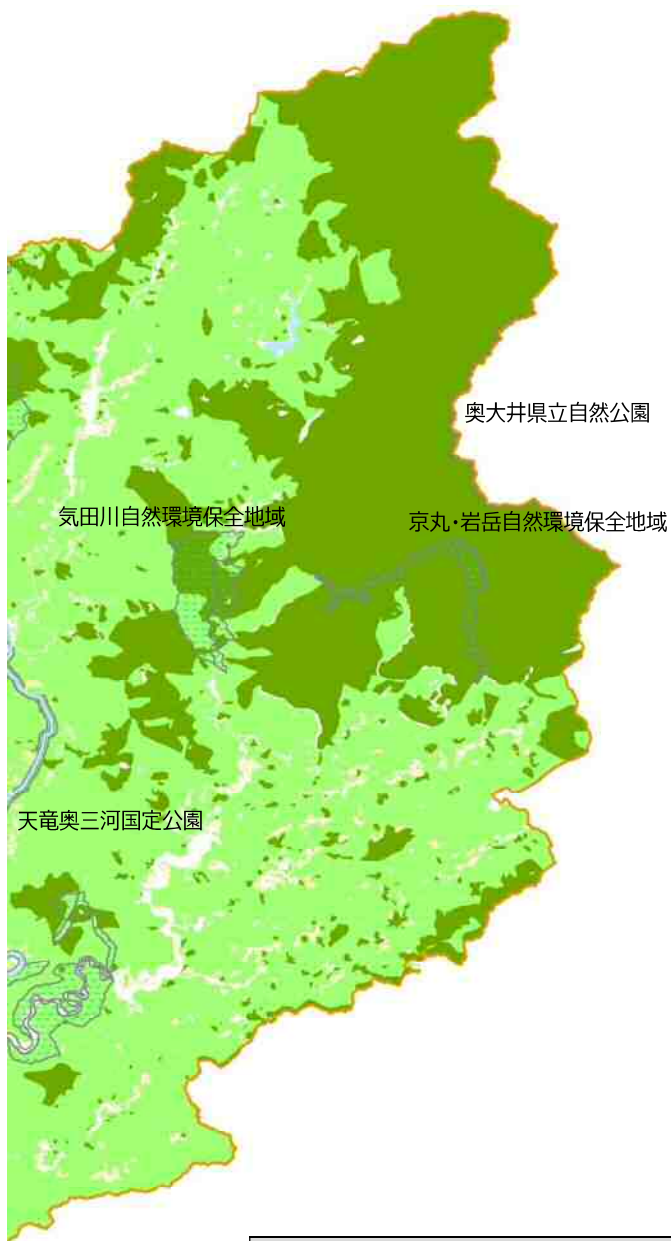 奥大井県立自然公園
気田川自然環境保全地域
京丸・岩岳自然環境保全地域
天竜奥三河国定公園